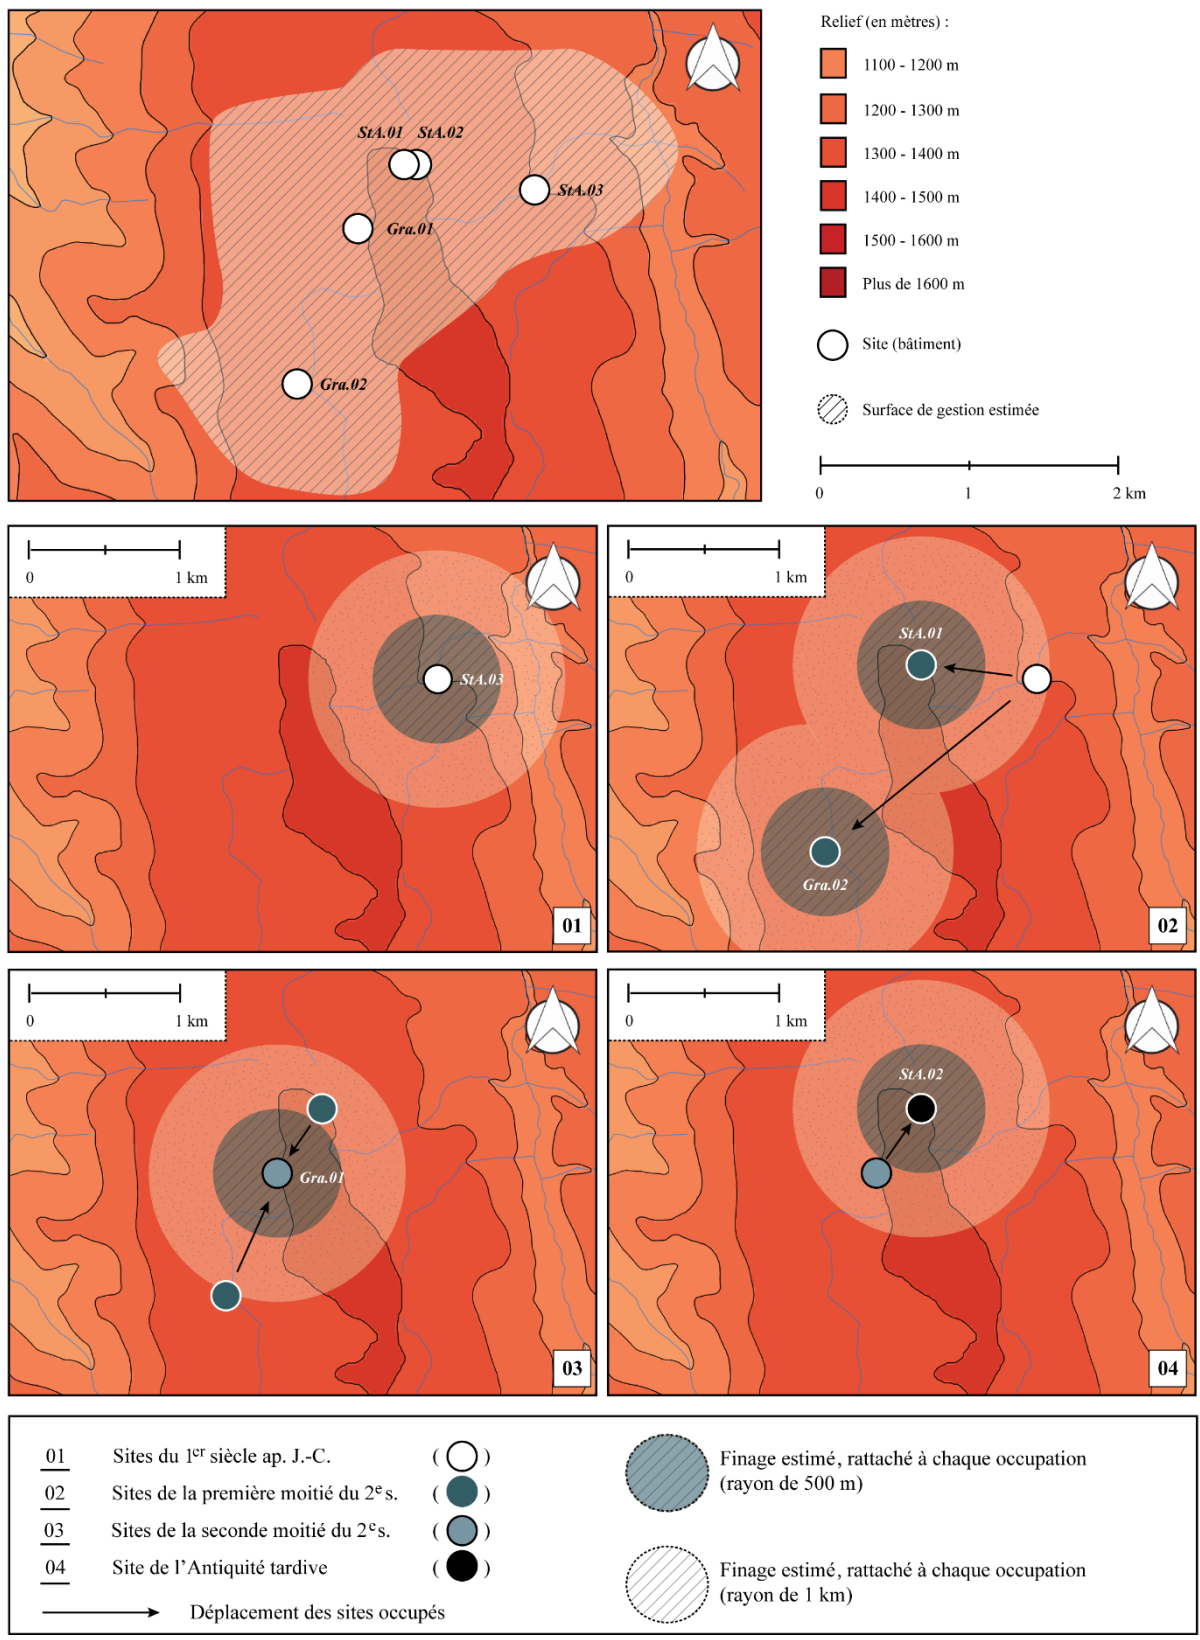 Relief (en mètres) :
1100 - 1200 m
1200 - 1300 m
1300 - 1400 m
1400 - 1500 m
1500 - 1600 m
Plus de 1600 m
Site (bâtiment)
Surface de gestion estimée
0 1 2 km
StA.01 StA.02
StA.03
Gra.01
Gra.02
0 1 km
StA.03
01
0 1 km
StA.01
Gra.02
02
0 1 km
Gra.01
03
0 1 km
StA.02
04
01 Sites du 1er siècle ap. J.-C. ( )
02 Sites de la première moitié du 2e s. ( )
03 Sites de la seconde moitié du 2e s. ( )
04 Site de l'Antiquité tardive ( )
Déplacement des sites occupés
Finage estimé, rattaché à chaque occupation
(rayon de 500 m)
Finage estimé, rattaché à chaque occupation
(rayon de 1 km)